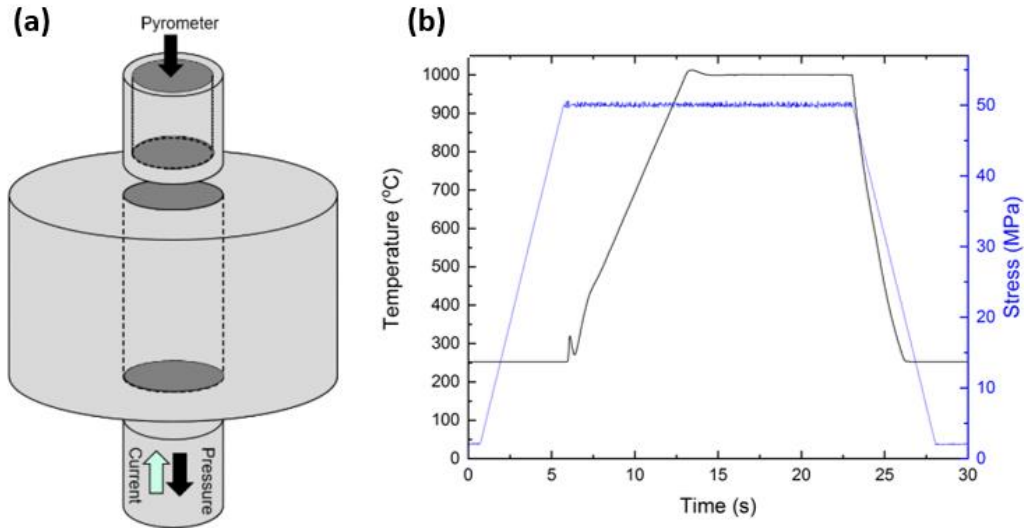 (a)
Pyrometer
Current
Pressure
(b)
Temperature (°C)
1000
900
800
700
600
500
400
300
200
100
0
0 5 10 15 20 25 30
Time (s)
50
40
30
20
10
0
Stress (MPa)